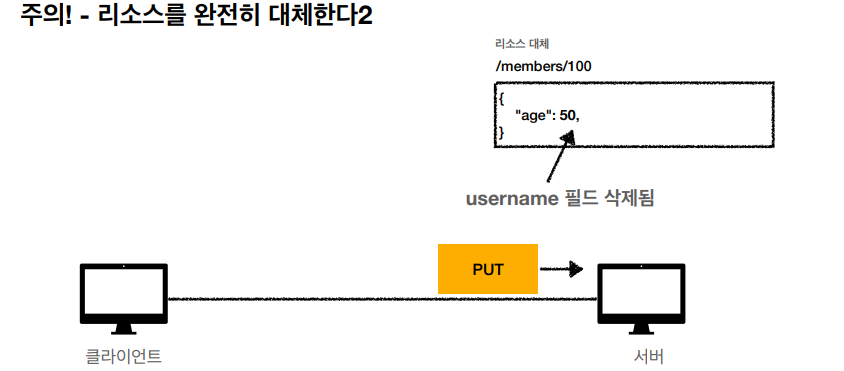 주의! - 리소스를 완전히 대체한다2
리소스 대체
/members/100
{
"age": 50,
}
username 필드 삭제됨
PUT
클라이언트
서버